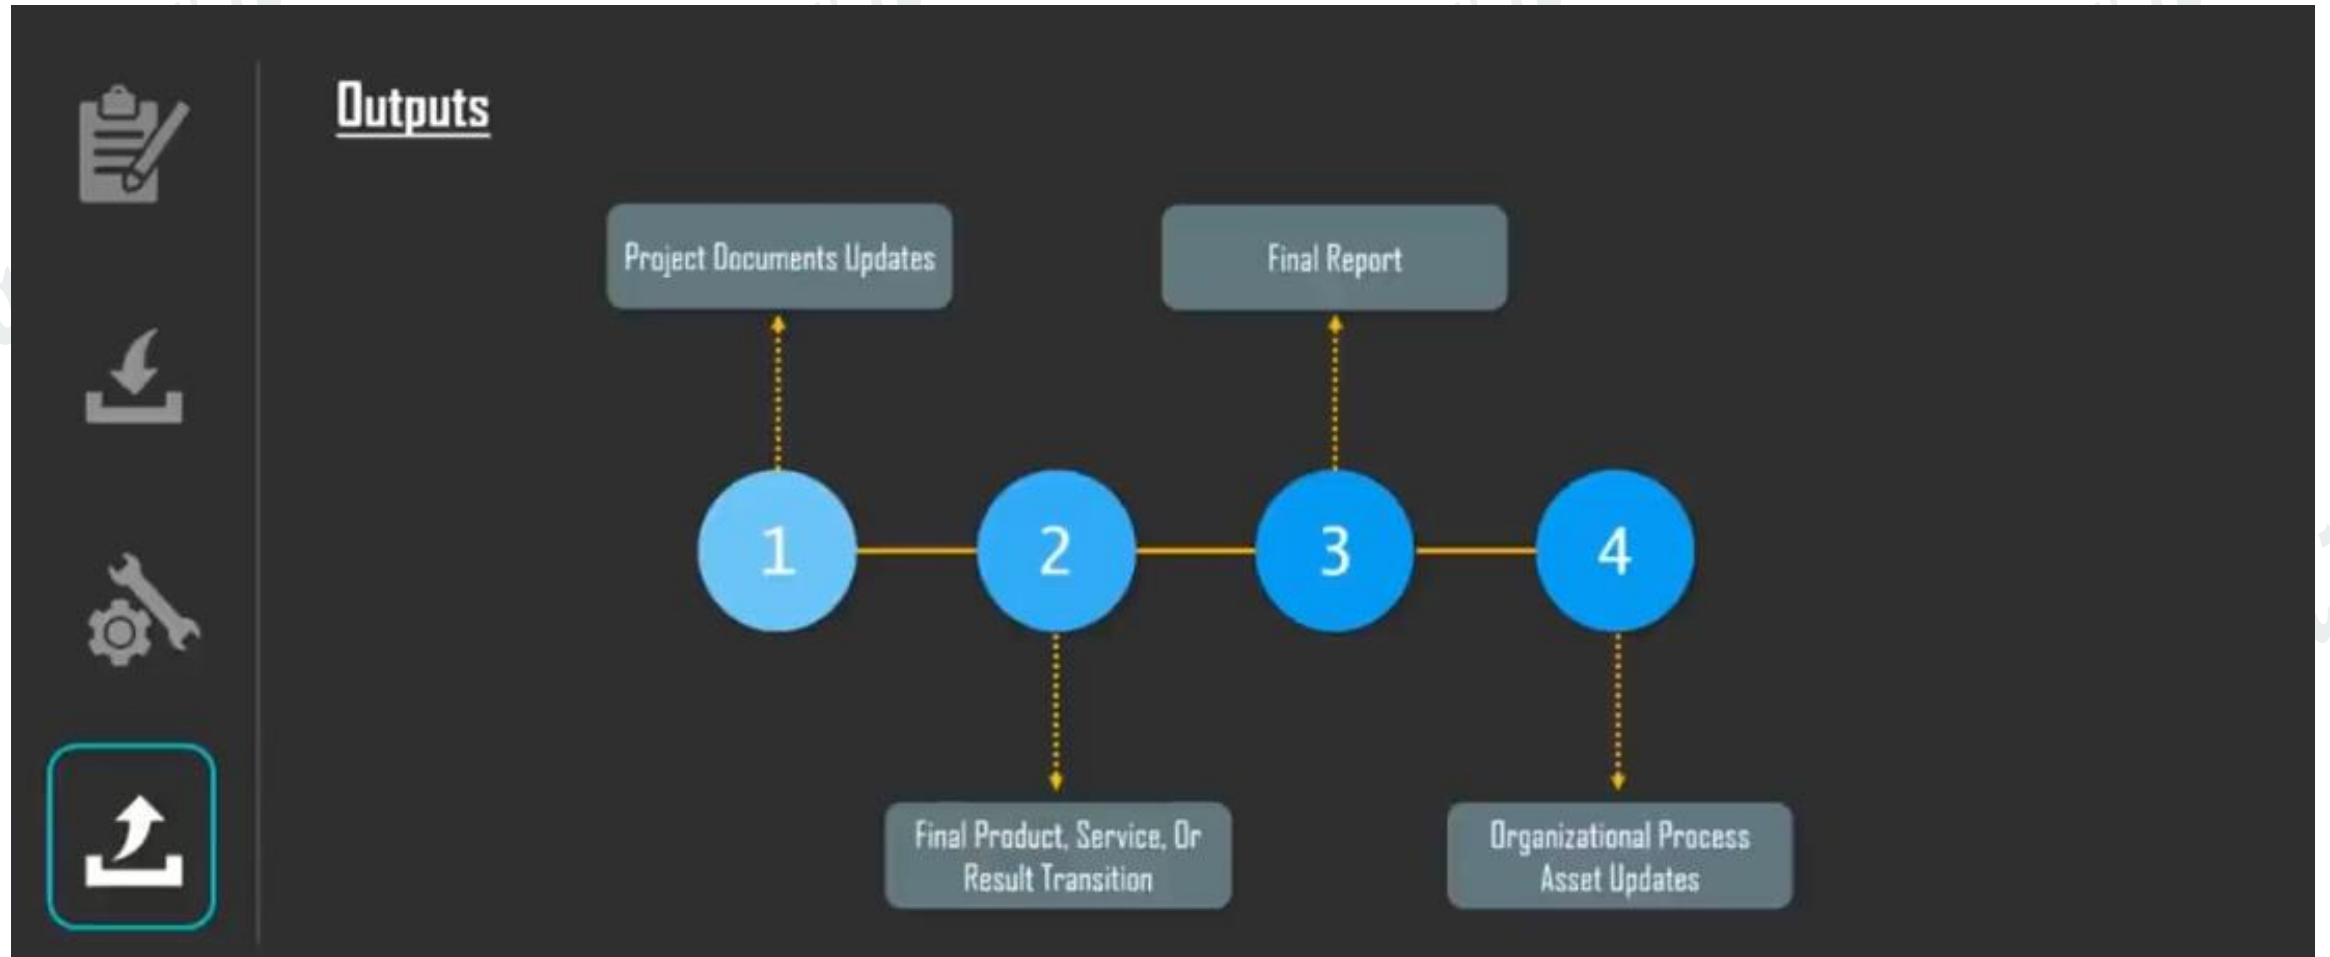 Outputs
Project Documents Updates
Final Report
1
2
3
4
Final Product, Service, Or
Result Transition
Organizational Process
Asset Updates